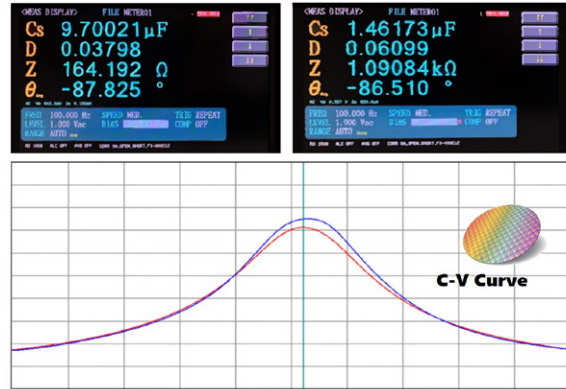 <MEAS DISPLAY> FILE METER01
Cs 9.70021μF
D 0.03798
Z 164.192 Ω
θ -87.825 °
FREQ 100.000 Hz SPEED MED. TRIG REPEAT
LEVEL 1.000 Vac BIAS COMP OFF
RANGE AUTO
<MEAS DISPLAY> FILE METER01
Cs 1.46173μF
D 0.06099
Z 1.09084kΩ
θ -86.510 °
FREQ 100.000 Hz SPEED MED. TRIG REPEAT
LEVEL 1.000 Vac BIAS COMP OFF
RANGE AUTO
C-V Curve